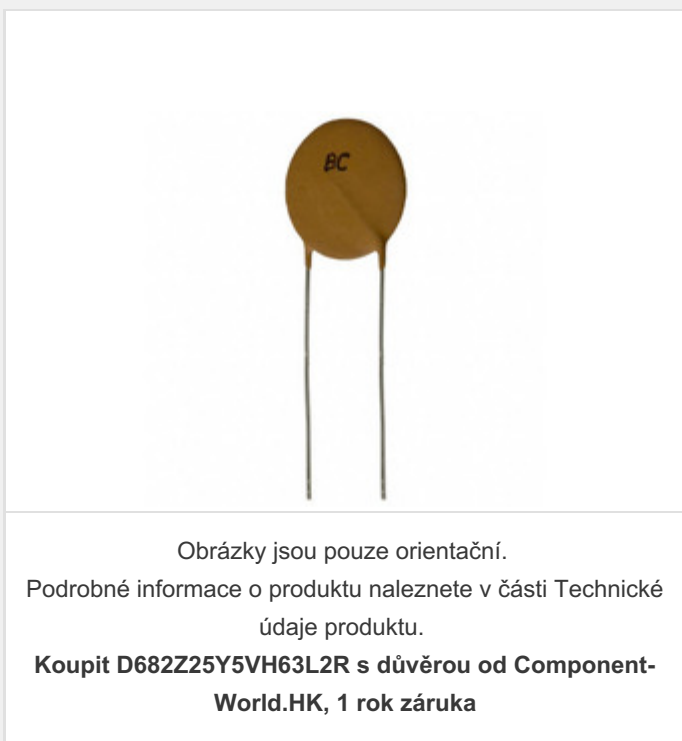 BC
Obrázky jsou pouze orientační.
Podrobné informace o produktu naleznete v části Technické
údaje produktu.
Koupit D682Z25Y5VH63L2R s důvěrou od Component-
World.HK, 1 rok záruka